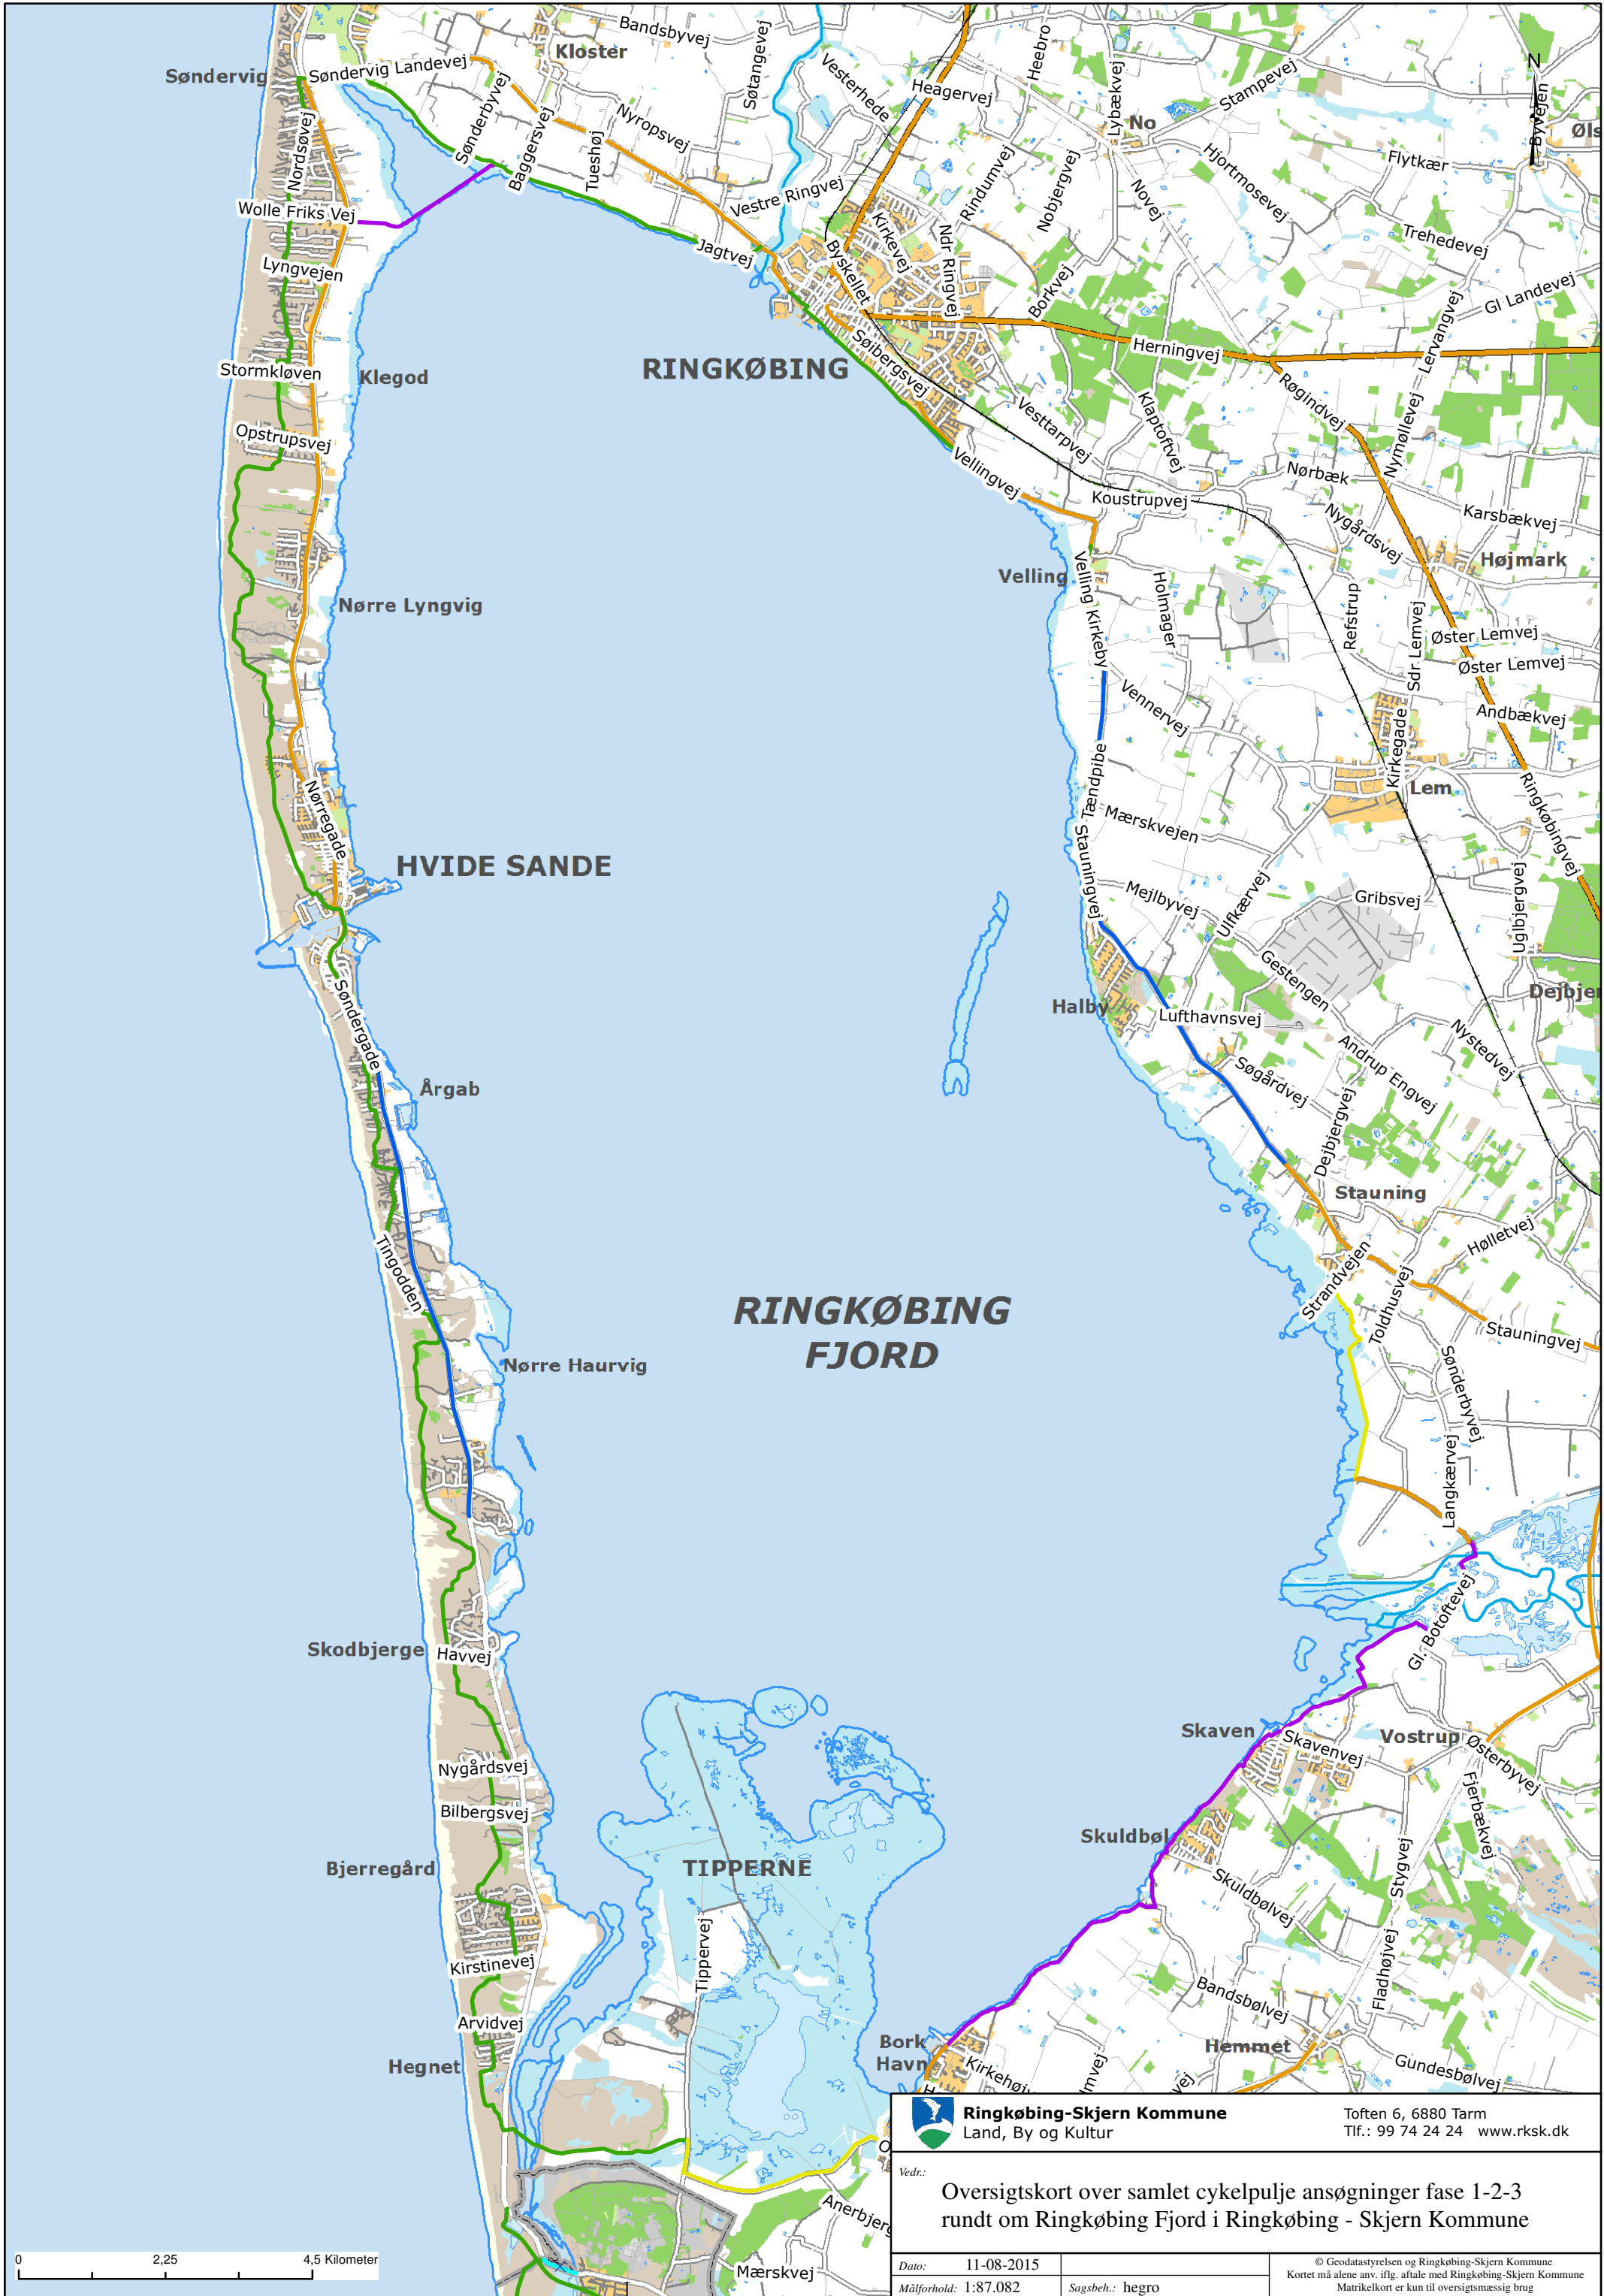 Bandsbyvej
Kloster
Søndervig
Søndervig Landevej
Søtangevej
Vesterhede
Heagervej
Heebro
Lybækvej
Stampevej
N
Byvejen
No
Nordsøvej
Sønderbyvej
Baggersvej
Nyropsvej
Tueshøj
Flytkær
Hjortmosevej
Rindumvej
Nobjergvej
Novej
Vestre Ringvej
Wolle Friks Vej
Kirkevej
Ndr Ringvej
Trehedevej
Jagtvej
Byskellet
Lyngvejen
Borkvej
Gl Landevej
Lervangvej
Søibergsvej
Herningvej
RINGKØBING
Stormkløven
Klegod
Røgindvej
Klaptoftvej
Vesttarpvej
Nymøllevej
Opstrupsvej
Vellingvej
Nørbæk
Koustrupvej
Karsbækvej
Nygårdsvej
Højmark
Velling
Velling Kirkeby
Holmager
Refstrup
Nørre Lyngvig
Øster Lemvej
Sdr Lemvej
Øster Lemvej
Vennervej
Andbækvej
Kirkegade
Lem
Ringkøbingvej
St Tændpibe
Mærskvejen
Nørregade
HVIDE SANDE
Stauningvej
Mejlbyvej
Ulfkærvej
Gribsvej
Uglbjergvej
Gestengen
Søndergade
Halby
Lufthavnsvej
Nystedvej
Andrup Engvej
Søgårdvej
Årgab
Dejbjergvej
Stauning
Tingodden
Hølletvej
Strandvejen
Toldhusvej
RINGKØBING
FJORD
Stauningvej
Nørre Haurvig
Sønderbyvej
Langkærvej
Gl. Botoftevej
Skodbjerge
Havvej
Skaven
Skavenvej
Vostrup
Østerbyvej
Nygårdsvej
Fjerbækvej
Bilbergsvej
Skuldbøl
Bjerregård
TIPPERNE
Stygvej
Skuldbølvej
Tippervej
Kirstinevej
Fladhøjvej
Bandsbølvej
Arvidvej
Bork
Havn
Hemmet
Hegnet
Gundesbølvej
Ringkøbing-Skjern Kommune
Land, By og Kultur
Toften 6, 6880 Tarm
Tlf.: 99 74 24 24 www.rksk.dk
Vedr.:
Oversigtskort over samlet cykelpulje ansøgninger fase 1-2-3
rundt om Ringkøbing Fjord i Ringkøbing - Skjern Kommune
Mærskvej
0 2,25 4,5 Kilometer
Dato: 11-08-2015
Målforhold: 1:87.082
Sagsbeh.: hegro
© Geodatastyrelsen og Ringkøbing-Skjern Kommune
Kortet må alene anv. iflg. aftale med Ringkøbing-Skjern Kommune
Matrikelkort er kun til oversigtsmæssig brug